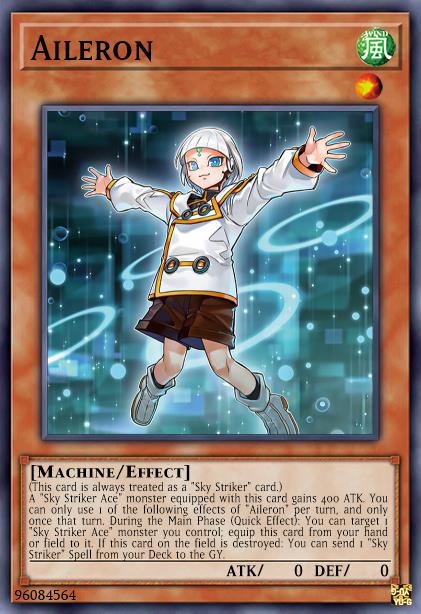 AILERON
WIND
風
[MACHINE/EFFECT]
(This card is always treated as a "Sky Striker" card.)
A "Sky Striker Ace" monster equipped with this card gains 400 ATK. You
can only use 1 of the following effects of "Aileron" per turn, and only
once that turn. During the Main Phase (Quick Effect): You can target 1
"Sky Striker Ace" monster you control; equip this card from your hand
or field to it. If this card on the field is destroyed: You can send 1 "Sky
Striker" Spell from your Deck to the GY.
ATK/ 0 DEF/ 0
96084564